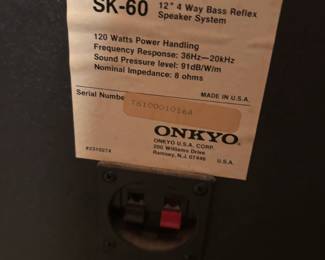 SK-60
12" 4 Way Bass Reflex
Speaker System
120 Watts Power Handling
Frequency Response: 36Hz-20kHz
Sound Pressure level: 91dB/W/m
Nominal Impedance: 8 ohms
MADE IN U.S.A.
Serial Number
ONKYO
ONKYO U.S.A. CORP.
200 Williams Drive
Ramsey, N.J. 07446 U.S.A.